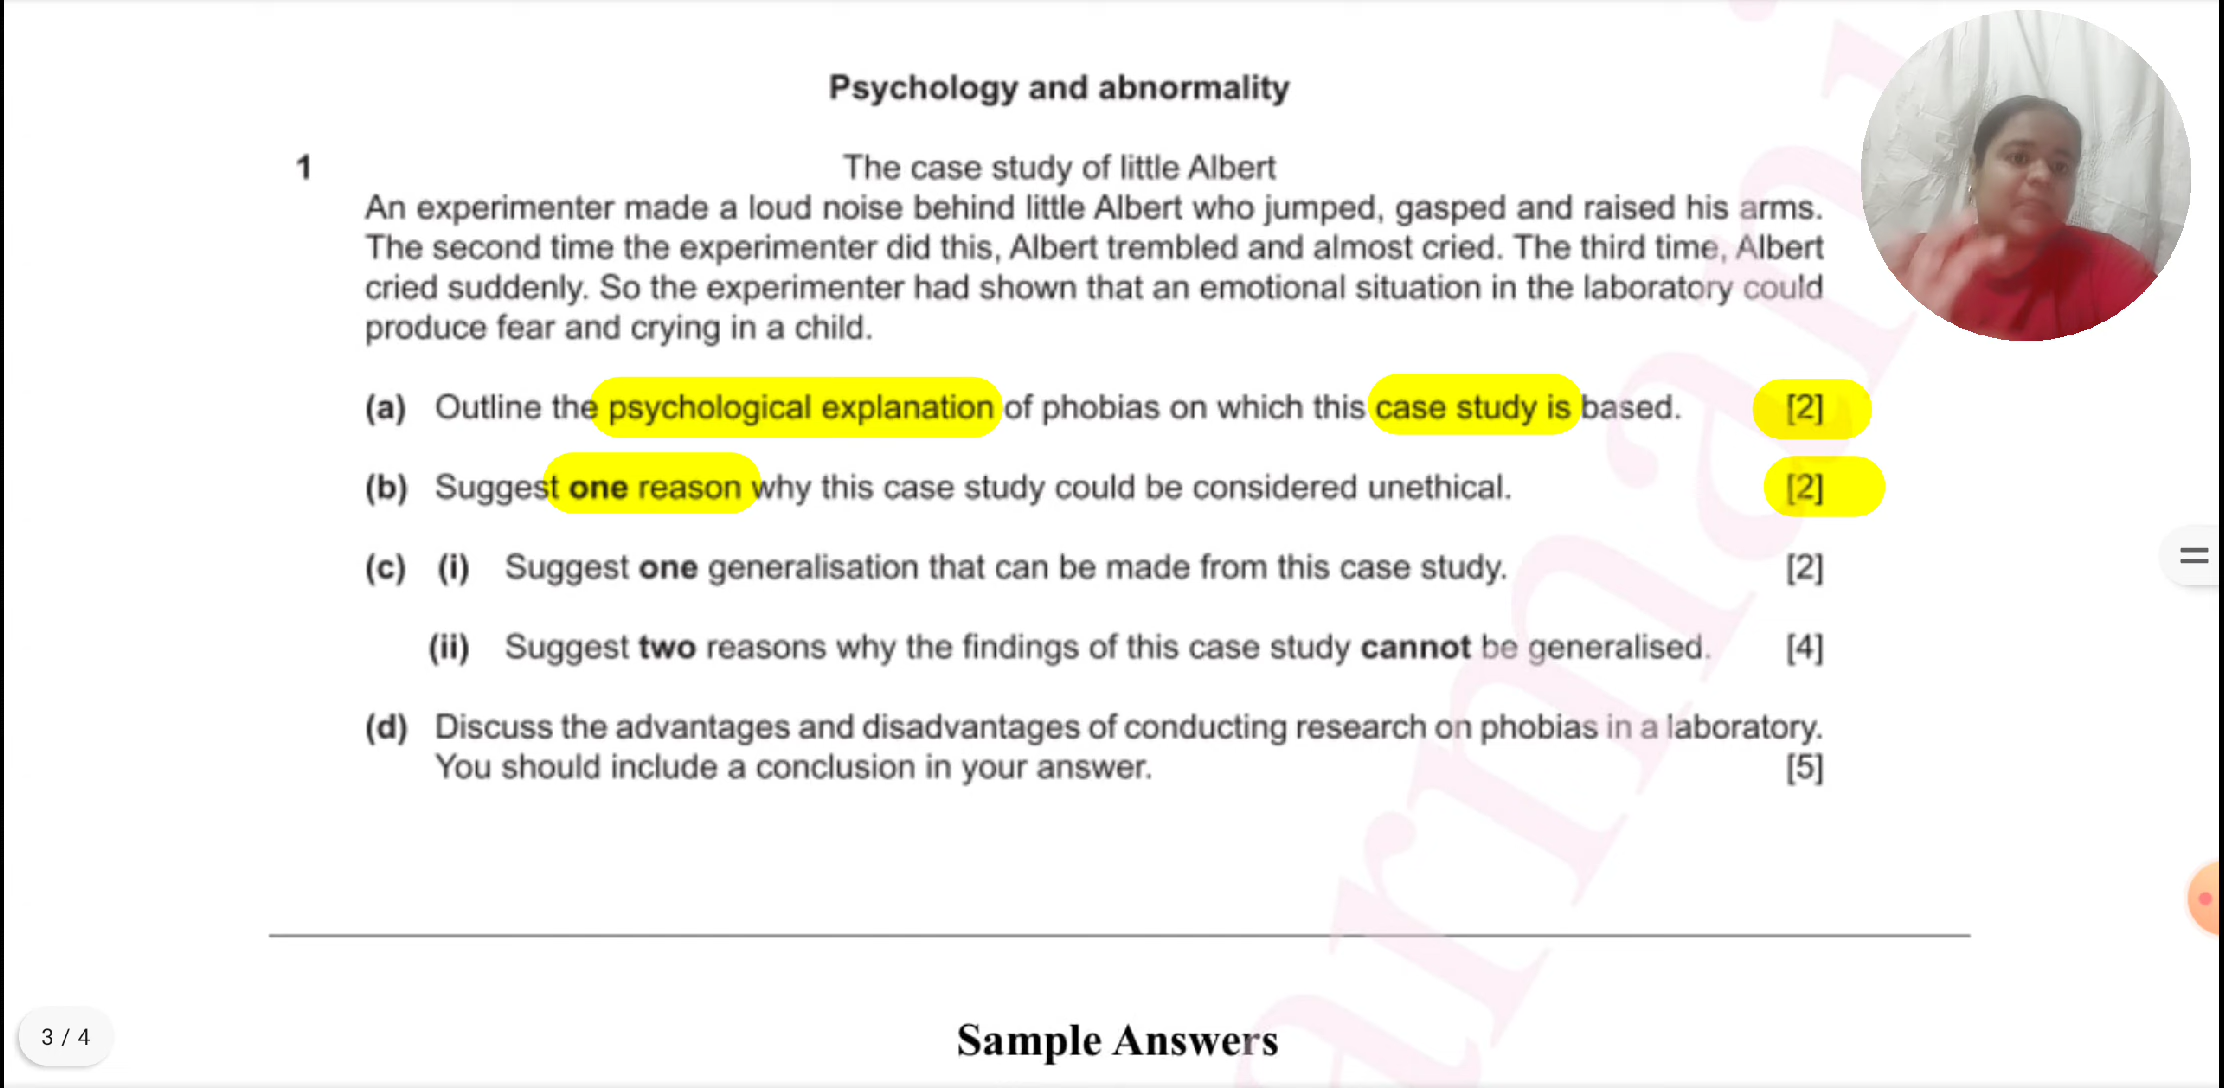 Psychology and abnormality
1 The case study of little Albert
An experimenter made a loud noise behind little Albert who jumped, gasped and raised his arms.
The second time the experimenter did this, Albert trembled and almost cried. The third time, Albert
cried suddenly. So the experimenter had shown that an emotional situation in the laboratory could
produce fear and crying in a child.
(a) Outline the psychological explanation of phobias on which this case study is based. [2]
(b) Suggest one reason why this case study could be considered unethical. [2]
(c) (i) Suggest one generalisation that can be made from this case study. [2]
(ii) Suggest two reasons why the findings of this case study cannot be generalised. [4]
(d) Discuss the advantages and disadvantages of conducting research on phobias in a laboratory.
You should include a conclusion in your answer. [5]
Sample Answers
3 / 4